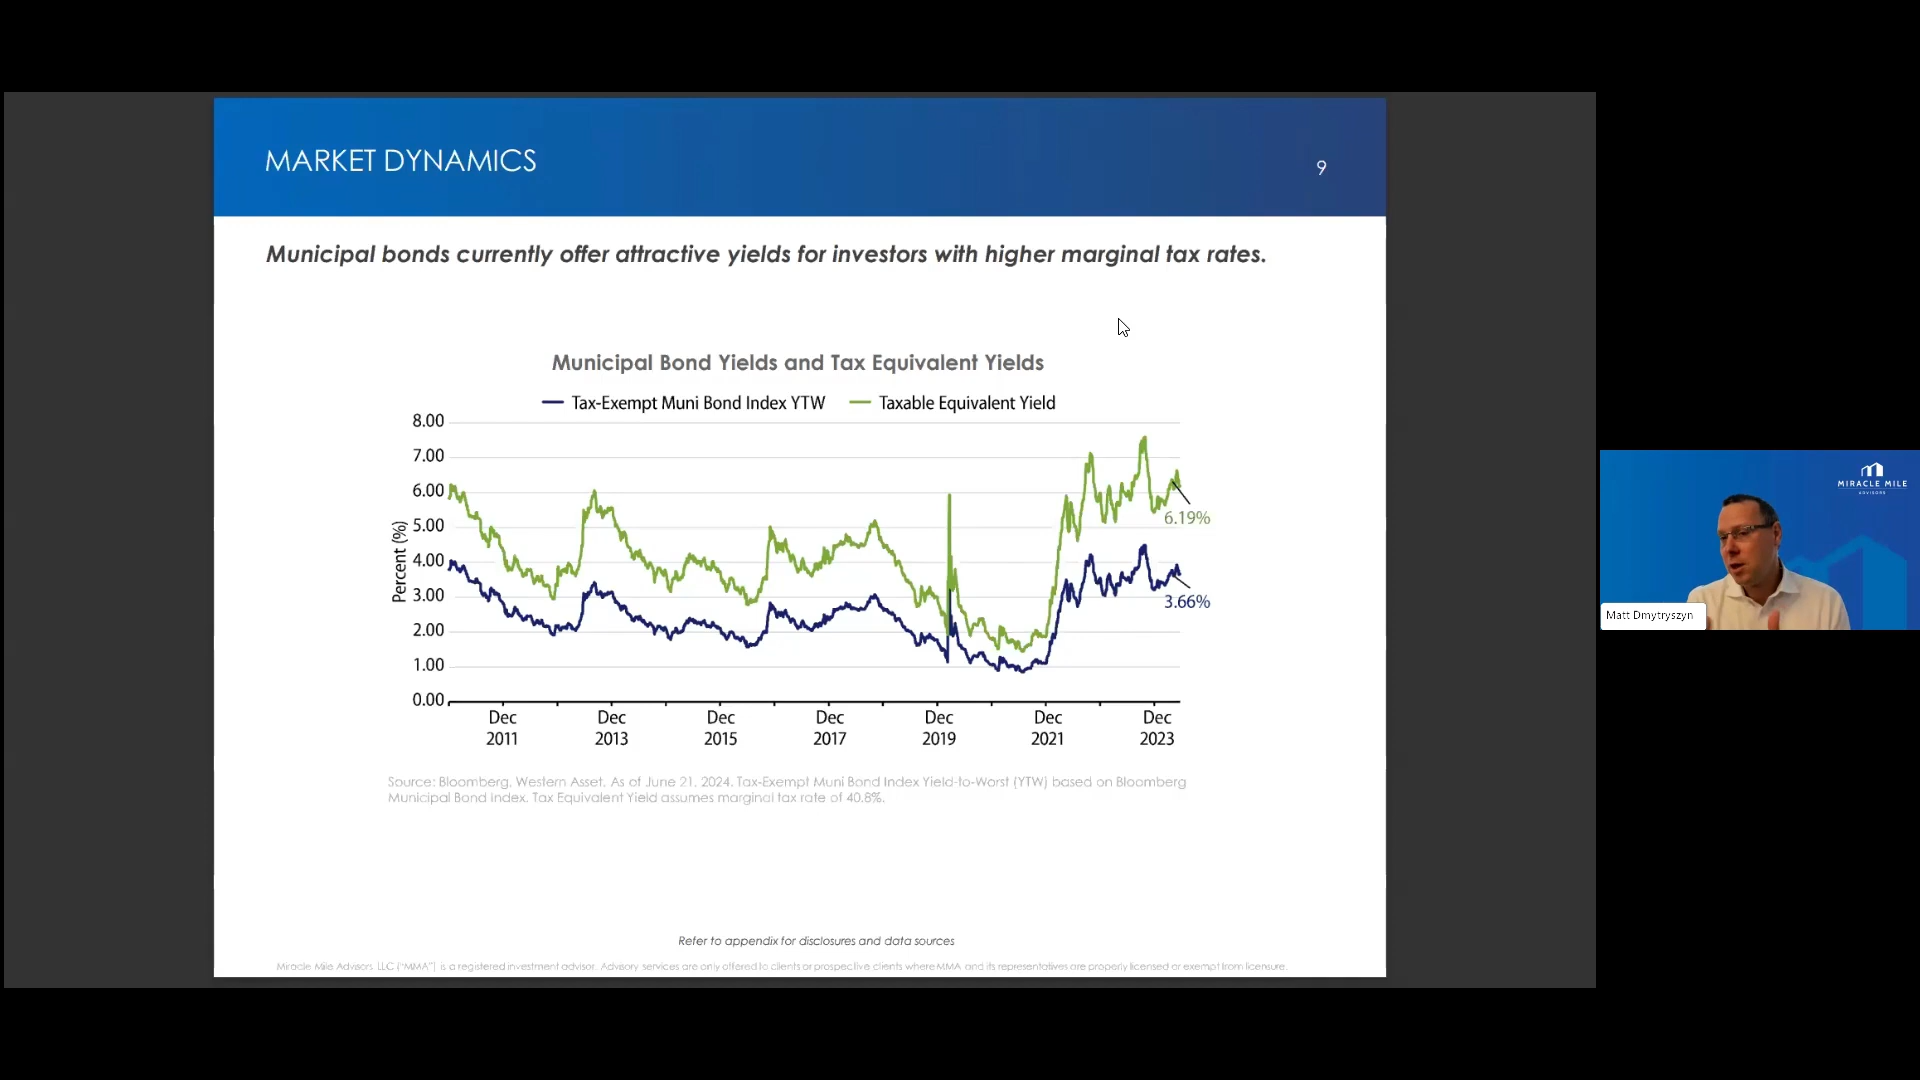 MARKET DYNAMICS
9
Municipal bonds currently offer attractive yields for investors with higher marginal tax rates.
Municipal Bond Yields and Tax Equivalent Yields
Tax-Exempt Muni Bond Index YTW
Taxable Equivalent Yield
Percent (%)
8.00
7.00
6.00
5.00
4.00
3.00
2.00
1.00
0.00
6.19%
3.66%
Dec 2011
Dec 2013
Dec 2015
Dec 2017
Dec 2019
Dec 2021
Dec 2023
Source: Bloomberg, Western Asset. As of June 21, 2024. Tax-Exempt Muni Bond Index Yield-to-Worst (YTW) based on Bloomberg
Municipal Bond Index. Tax Equivalent Yield assumes marginal tax rate of 40.8%.
Refer to appendix for disclosures and data sources
Miracle Mile Advisors, LLC ("MMA") is a registered investment advisor. Advisory services are only offered to clients or prospective clients where MMA and its representatives are properly licensed or exempt from licensure.
MIRACLE MILE
ADVISORS
Matt Dmytryszyn